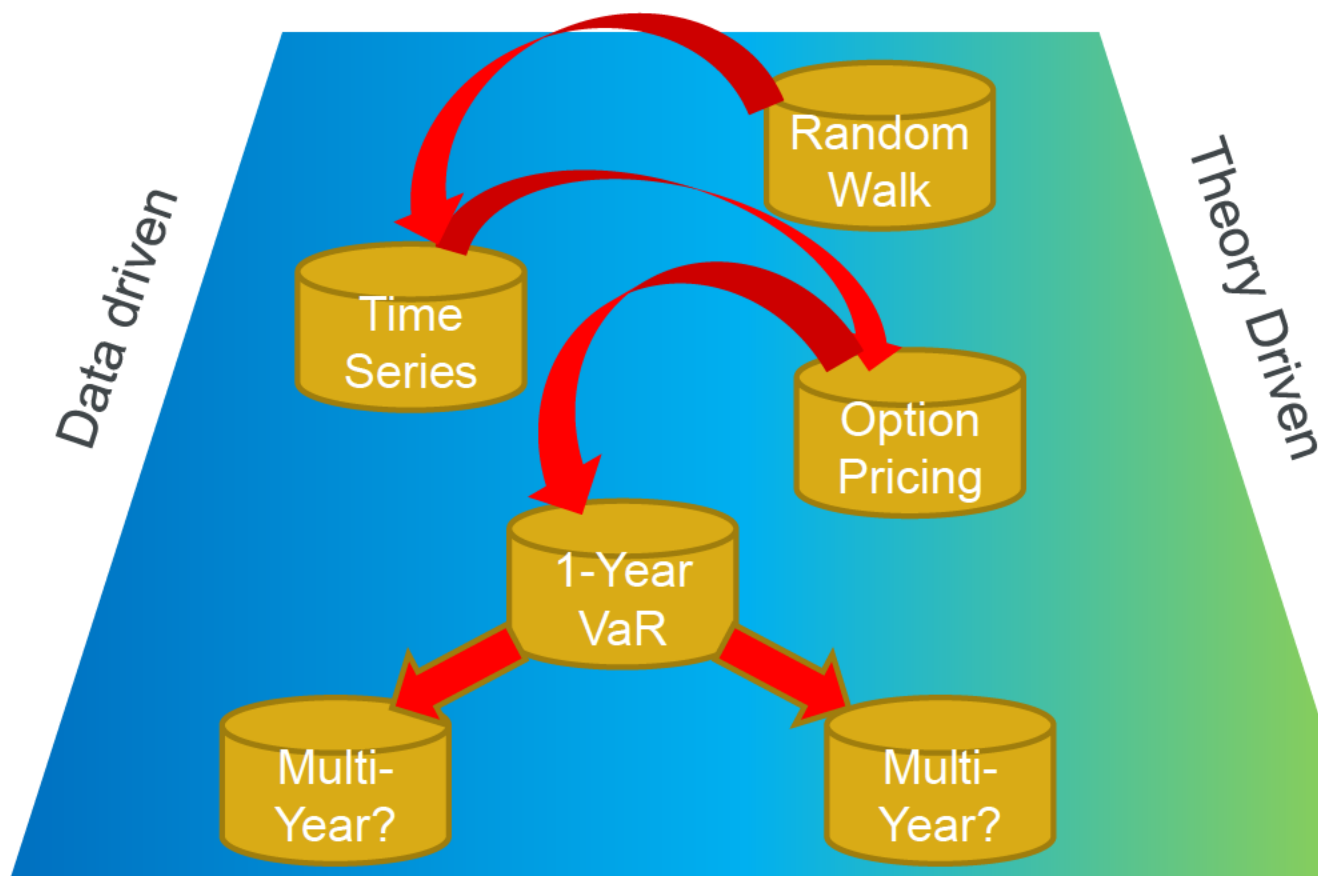 Random
Walk
Data driven
Theory Driven
Time
Series
Option
Pricing
1-Year
VaR
Multi-
Year?
Multi-
Year?